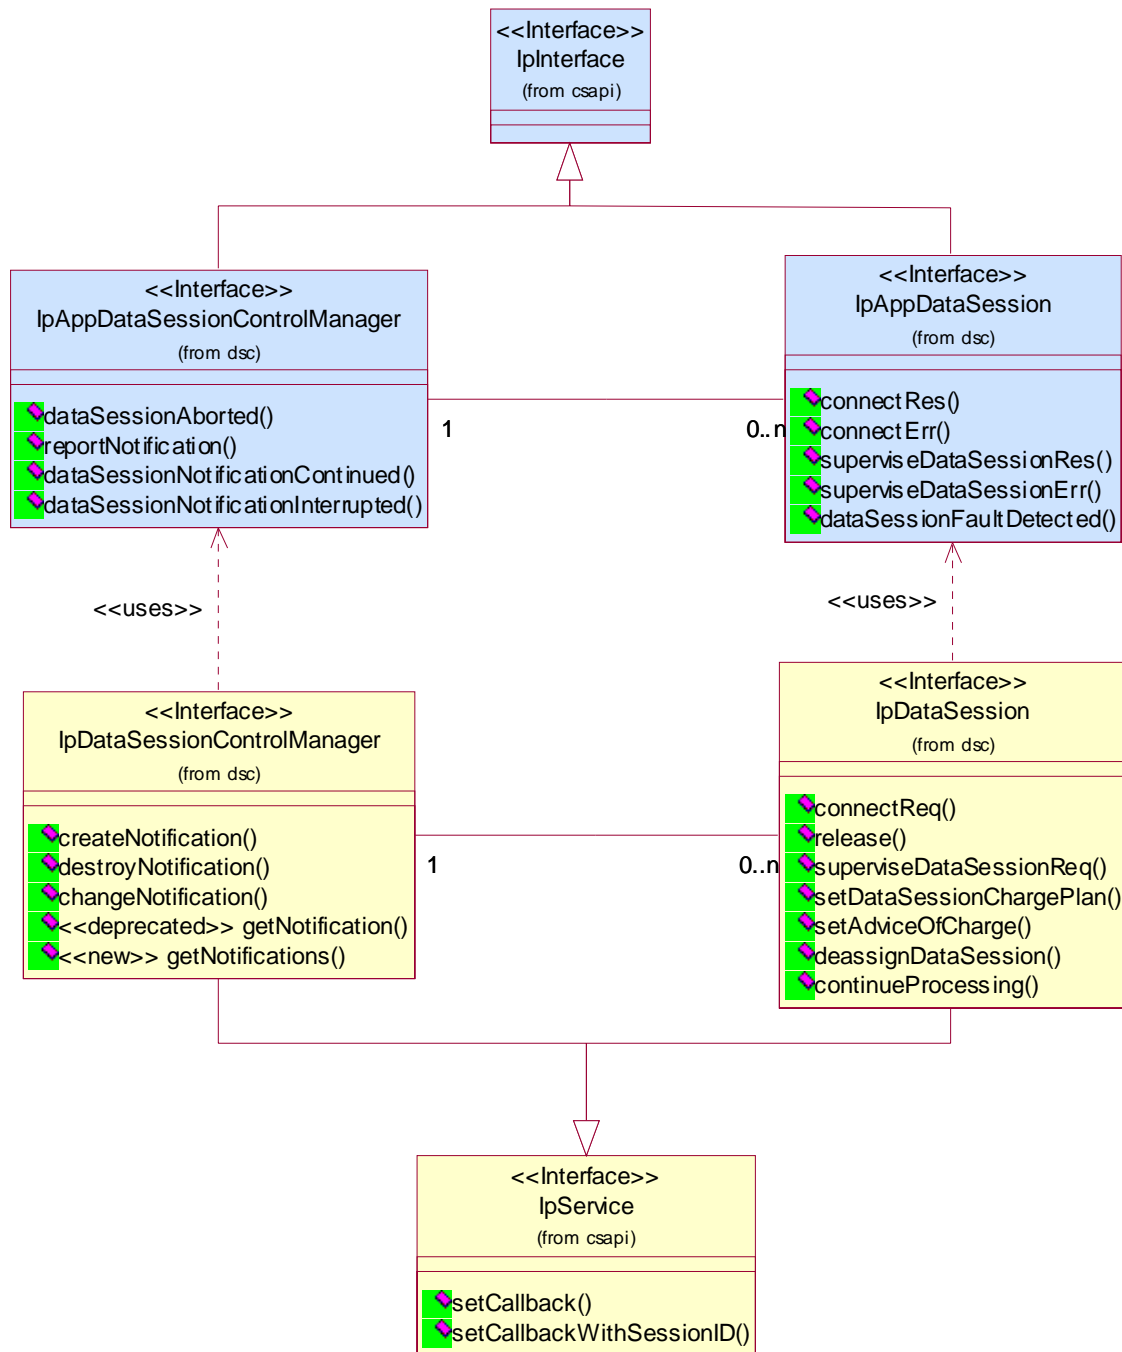 <<Interface>>
IpInterface
(from csapi)
<<Interface>>
IpAppDataSessionControlManager
(from dsc)
dataSessionAborted()
reportNotification()
dataSessionNotificationContinued()
dataSessionNotificationInterrupted()
<<Interface>>
IpAppDataSession
(from dsc)
connectRes()
connectErr()
superviseDataSessionRes()
superviseDataSessionErr()
dataSessionFaultDetected()
1
0..n
<<uses>>
<<uses>>
<<Interface>>
IpDataSessionControlManager
(from dsc)
createNotification()
destroyNotification()
changeNotification()
<<deprecated>> getNotification()
<<new>> getNotifications()
<<Interface>>
IpDataSession
(from dsc)
connectReq()
release()
superviseDataSessionReq()
setDataSessionChargePlan()
setAdviceOfCharge()
deassignDataSession()
continueProcessing()
1
0..n
<<Interface>>
IpService
(from csapi)
setCallback()
setCallbackWithSessionID()